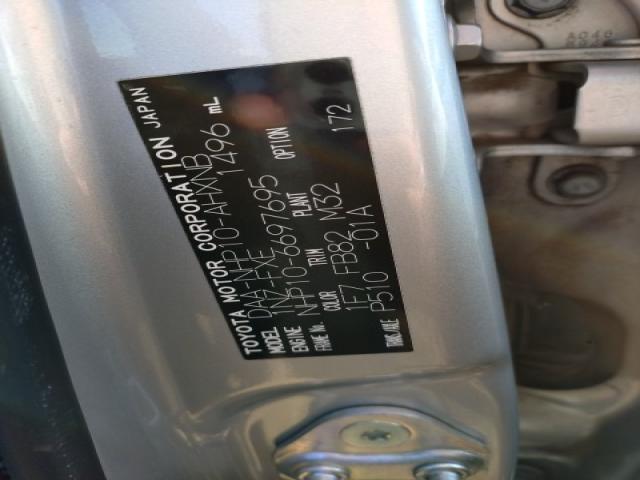 TOYOTA MOTOR CORPORATION JAPAN
MODEL DAA-NHP10-AHXNB
ENGINE 1NZ-FXE 1496 mL
FRAME No. NHP10-6697695
COLOR TRIM PLANT OPTION
1F7 FB82 M32 172
TRANS./AXLE P510 -01A